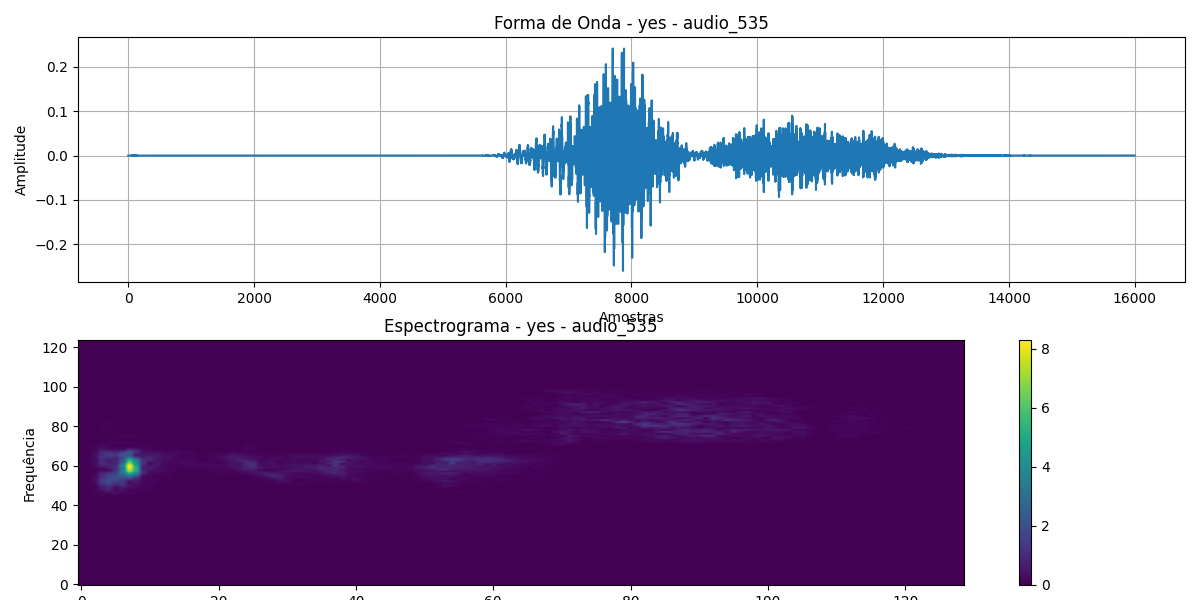 Forma de Onda - yes - audio_535
0.2
0.1
0.0
−0.1
−0.2
Amplitude
0 2000 4000 6000 8000 10000 12000 14000 16000
Amostras
Espectrograma - yes - audio_535
120
100
80
60
40
20
0
Frequência
8
6
4
2
0
0 20 40 60 80 100 120